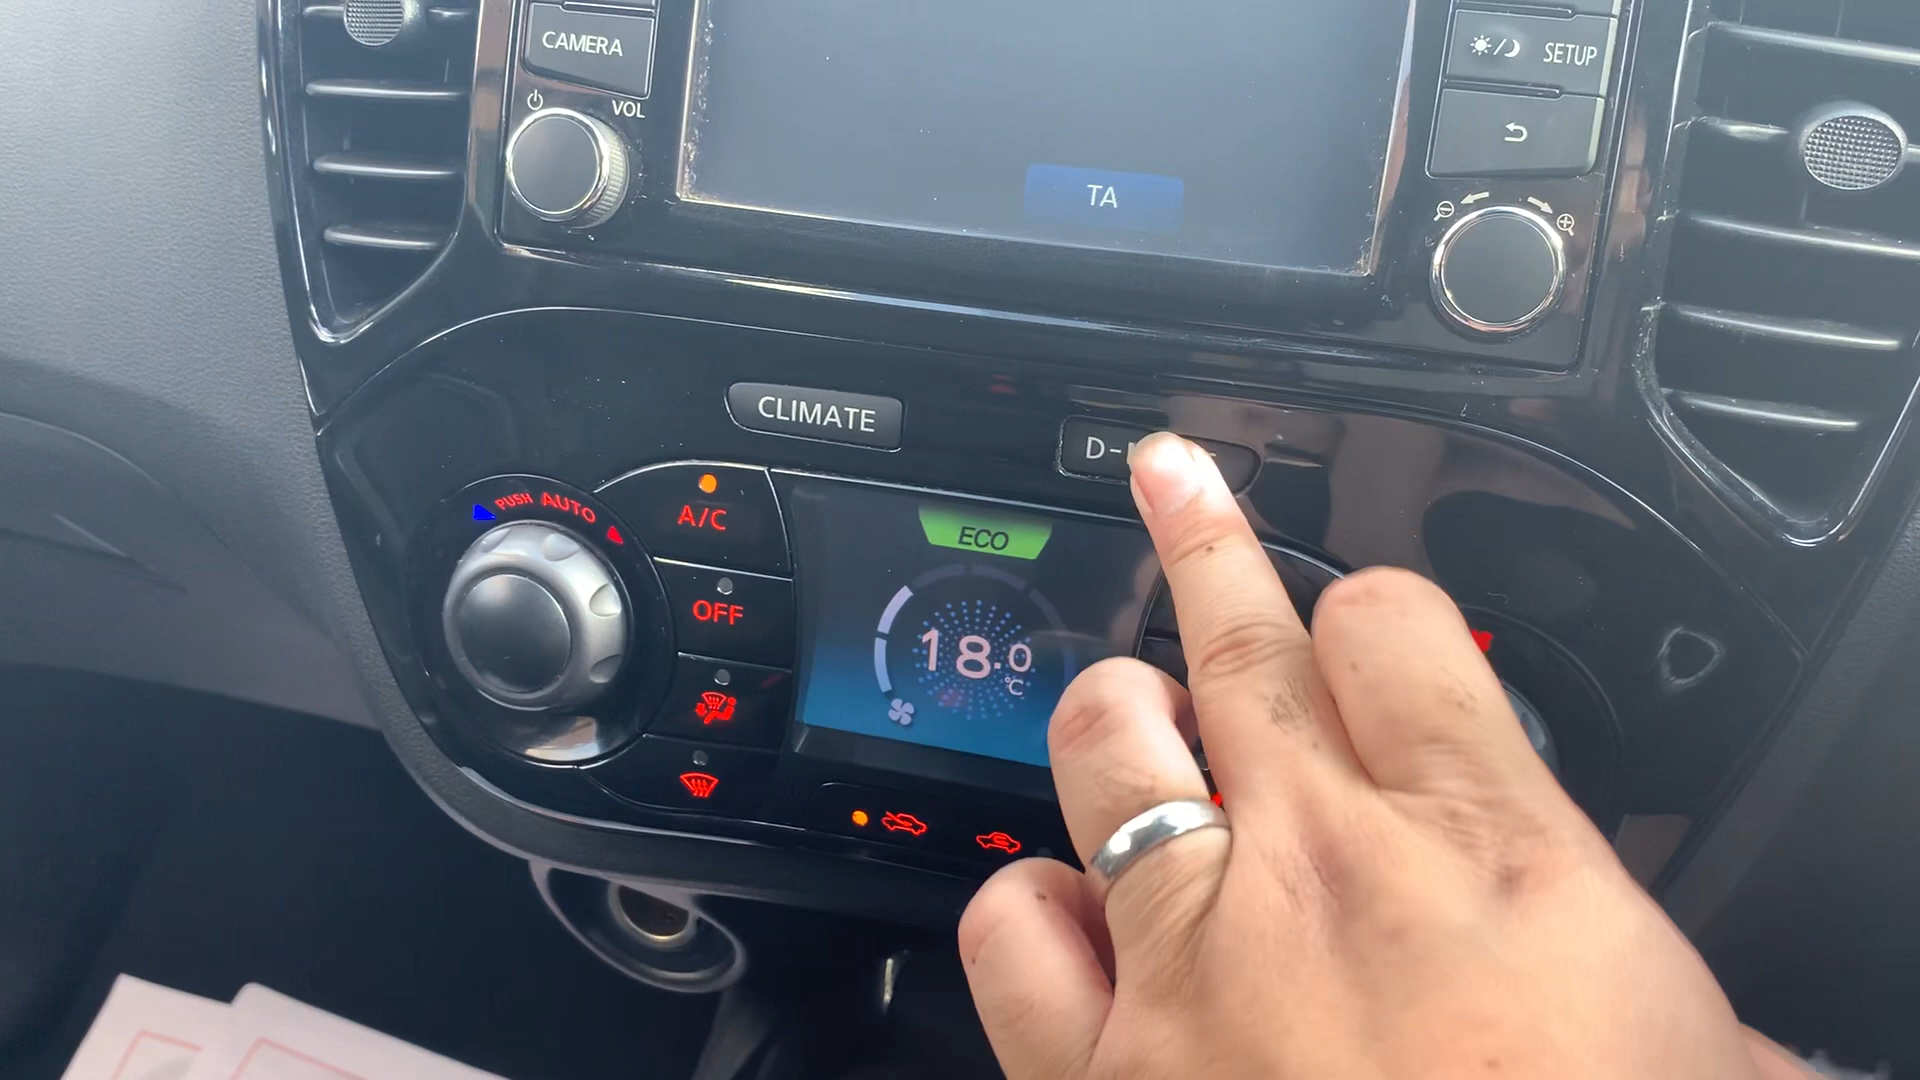 CAMERA
VOL
SETUP
TA
CLIMATE
D-
PUSH AUTO
A/C
ECO
OFF
18.0
°C